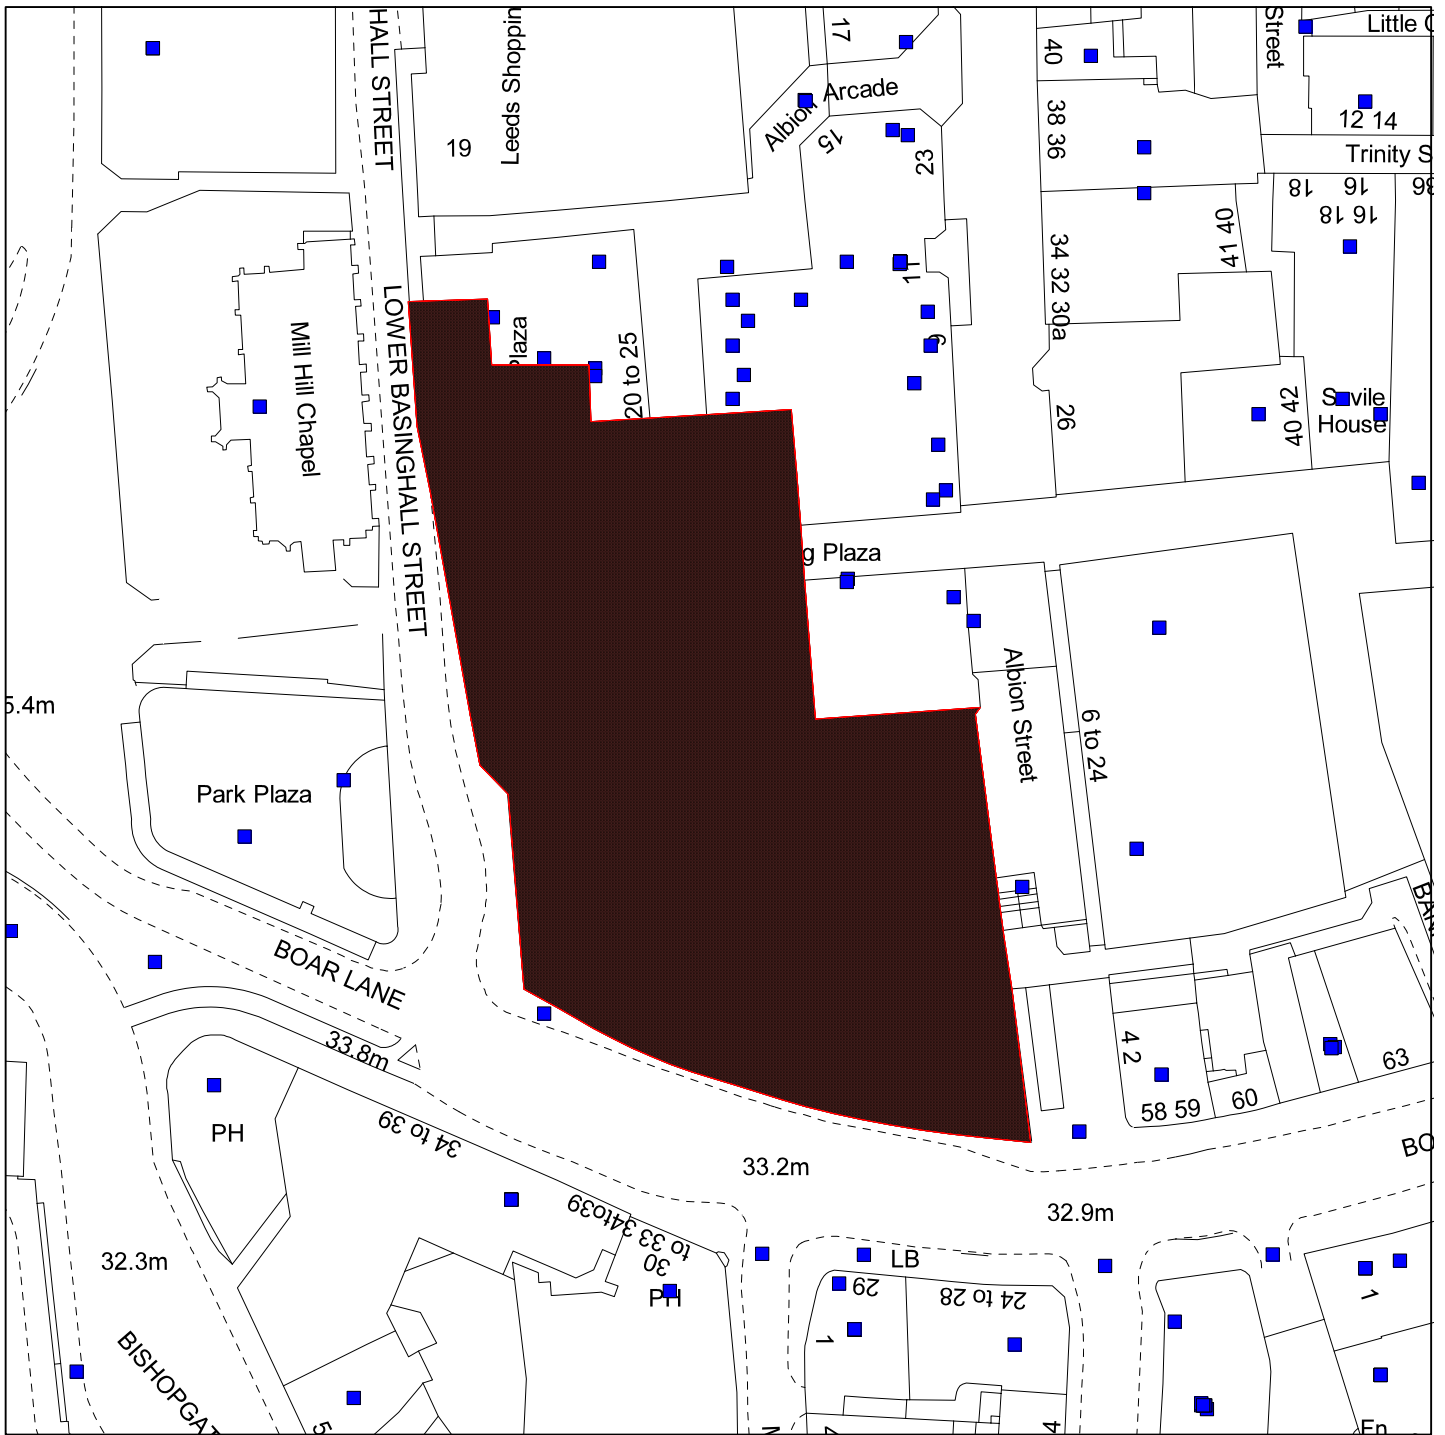 HALL STREET
Leeds Shoppin
19
17
Albion
Arcade
15
23
40
38 36
Street
Little
12 14
Trinity S
18
16
16 18
40 41
34 32 30a
11
9
26
LOWER BASINGHALL STREET
Mill Hill Chapel
Plaza
20 to 25
40 42
House
g Plaza
Albion Street
6 to 24
5.4m
Park Plaza
BOAR LANE
33.8m
PH
34 to 39
33.2m
34to39
30 to 33
PH
32.9m
LB
29
24 to 28
1
4 2
58 59
60
63
BO
1
32.3m
BISHOPGAT
5
4